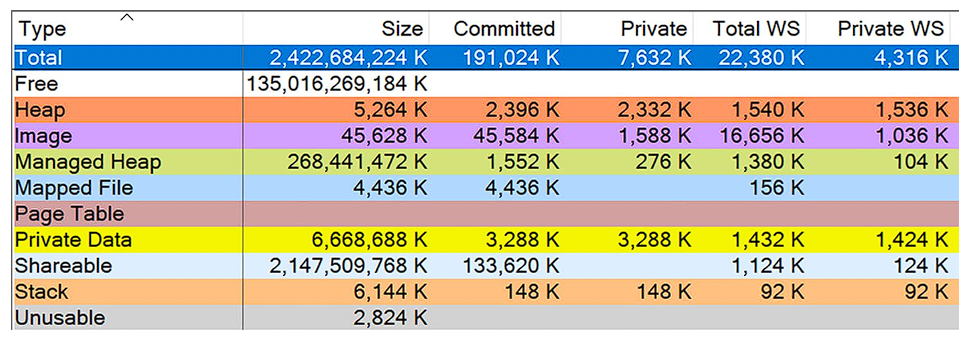 Type Size Committed Private Total WS Private WS
Total 2,422,684,224 K 191,024 K 7,632 K 22,380 K 4,316 K
Free 135,016,269,184 K
Heap 5,264 K 2,396 K 2,332 K 1,540 K 1,536 K
Image 45,628 K 45,584 K 1,588 K 16,656 K 1,036 K
Managed Heap 268,441,472 K 1,552 K 276 K 1,380 K 104 K
Mapped File 4,436 K 4,436 K 156 K
Page Table
Private Data 6,668,688 K 3,288 K 3,288 K 1,432 K 1,424 K
Shareable 2,147,509,768 K 133,620 K 1,124 K 124 K
Stack 6,144 K 148 K 148 K 92 K 92 K
Unusable 2,824 K